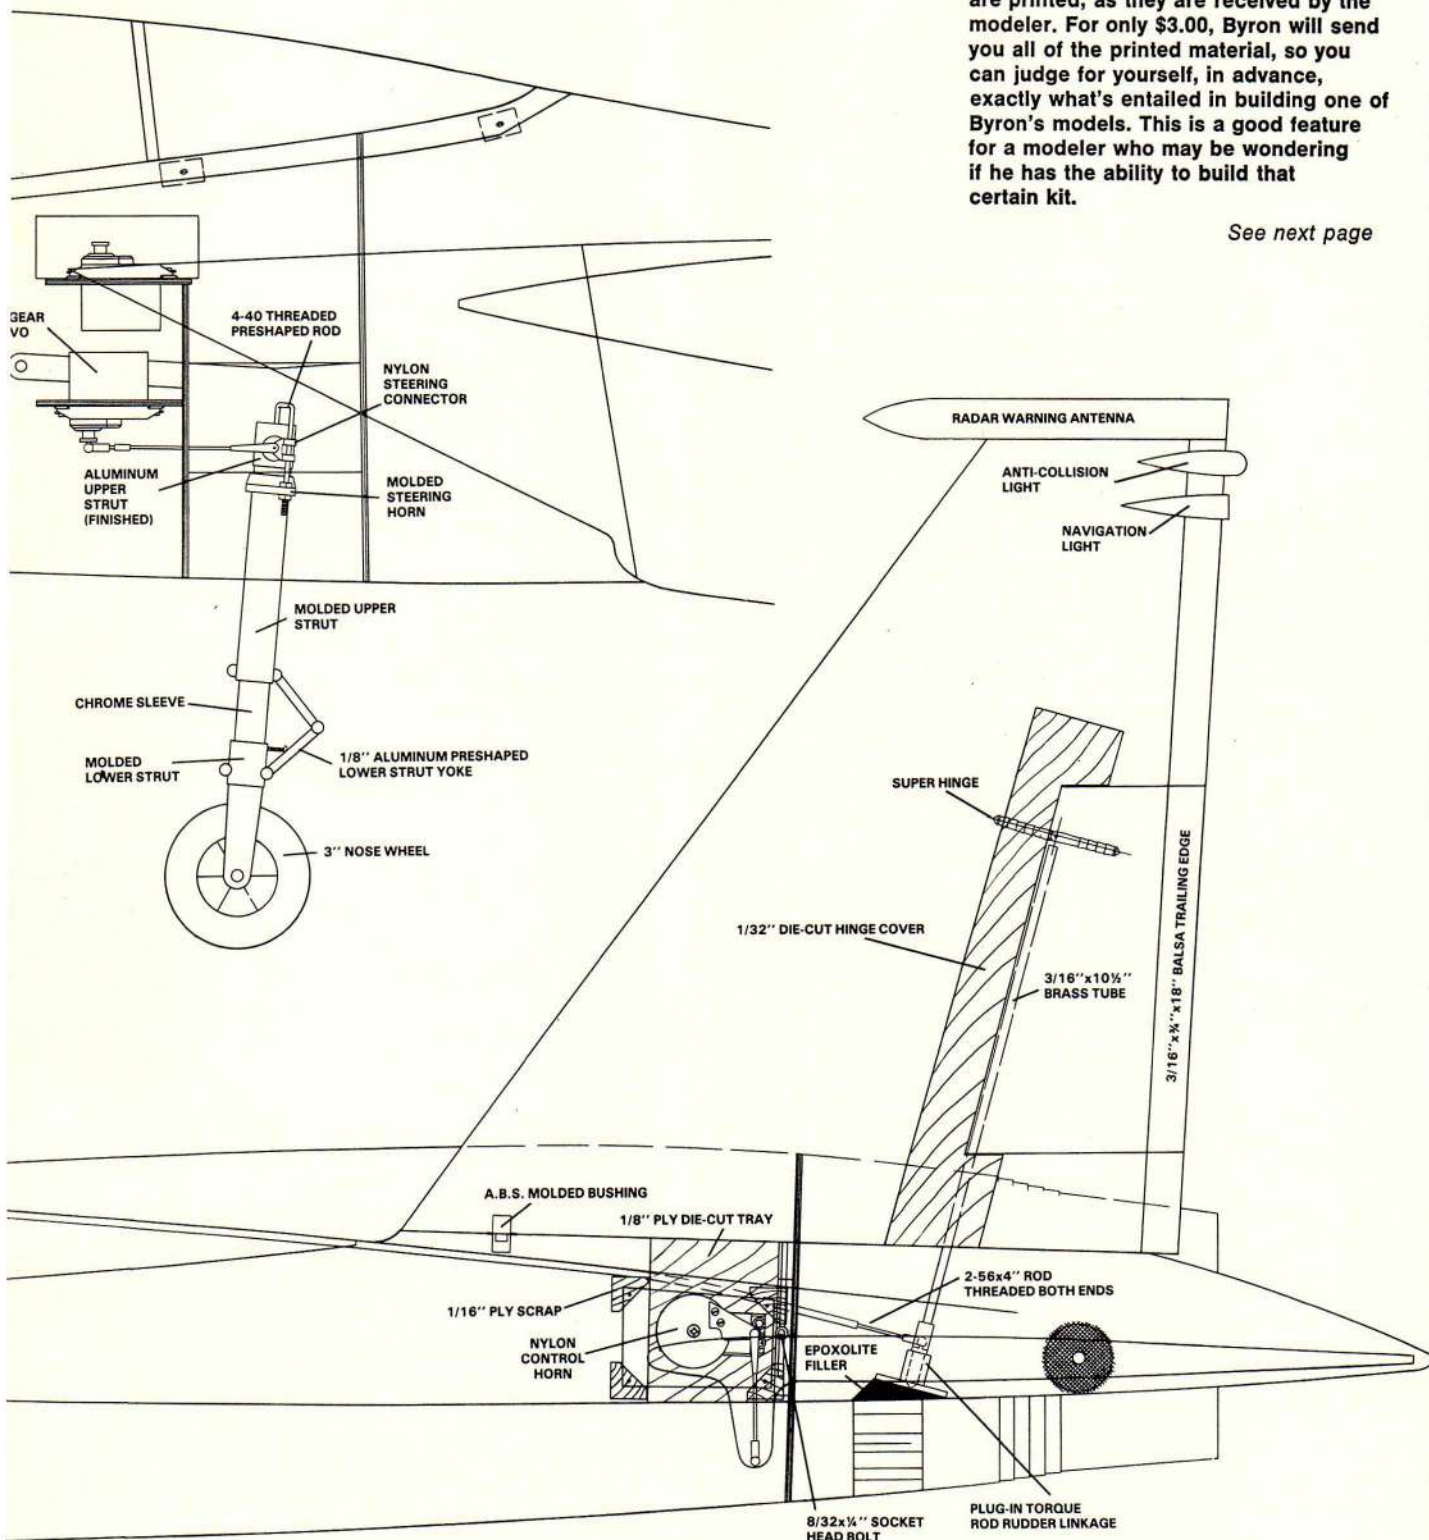 are printed, as they are received by the
modeler. For only $3.00, Byron will send
you all of the printed material, so you
can judge for yourself, in advance,
exactly what's entailed in building one of
Byron's models. This is a good feature
for a modeler who may be wondering
if he has the ability to build that
certain kit.
See next page
GEAR
VO
4-40 THREADED
PRESHAPED ROD
NYLON
STEERING
CONNECTOR
ALUMINUM
UPPER
STRUT
(FINISHED)
MOLDED
STEERING
HORN
MOLDED UPPER
STRUT
CHROME SLEEVE
MOLDED
LOWER STRUT
1/8" ALUMINUM PRESHAPED
LOWER STRUT YOKE
3" NOSE WHEEL
RADAR WARNING ANTENNA
ANTI-COLLISION
LIGHT
NAVIGATION
LIGHT
SUPER HINGE
1/32" DIE-CUT HINGE COVER
3/16"x10½"
BRASS TUBE
3/16"x¾"x18" BALSA TRAILING EDGE
A.B.S. MOLDED BUSHING
1/8" PLY DIE-CUT TRAY
1/16" PLY SCRAP
NYLON
CONTROL
HORN
2-56x4" ROD
THREADED BOTH ENDS
EPOXOLITE
FILLER
8/32x¼" SOCKET
HEAD BOLT
PLUG-IN TORQUE
ROD RUDDER LINKAGE